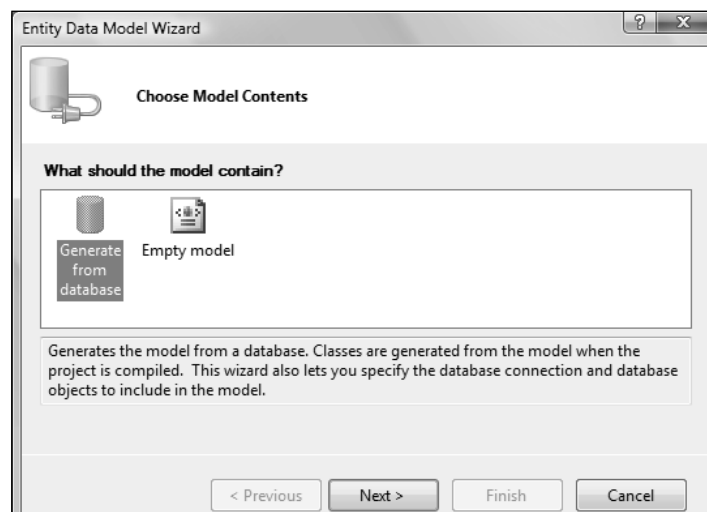 Entity Data Model Wizard
?
X
Choose Model Contents
What should the model contain?
Generate
from
database
Empty model
Generates the model from a database. Classes are generated from the model when the
project is compiled. This wizard also lets you specify the database connection and database
objects to include in the model.
< Previous
Next >
Finish
Cancel